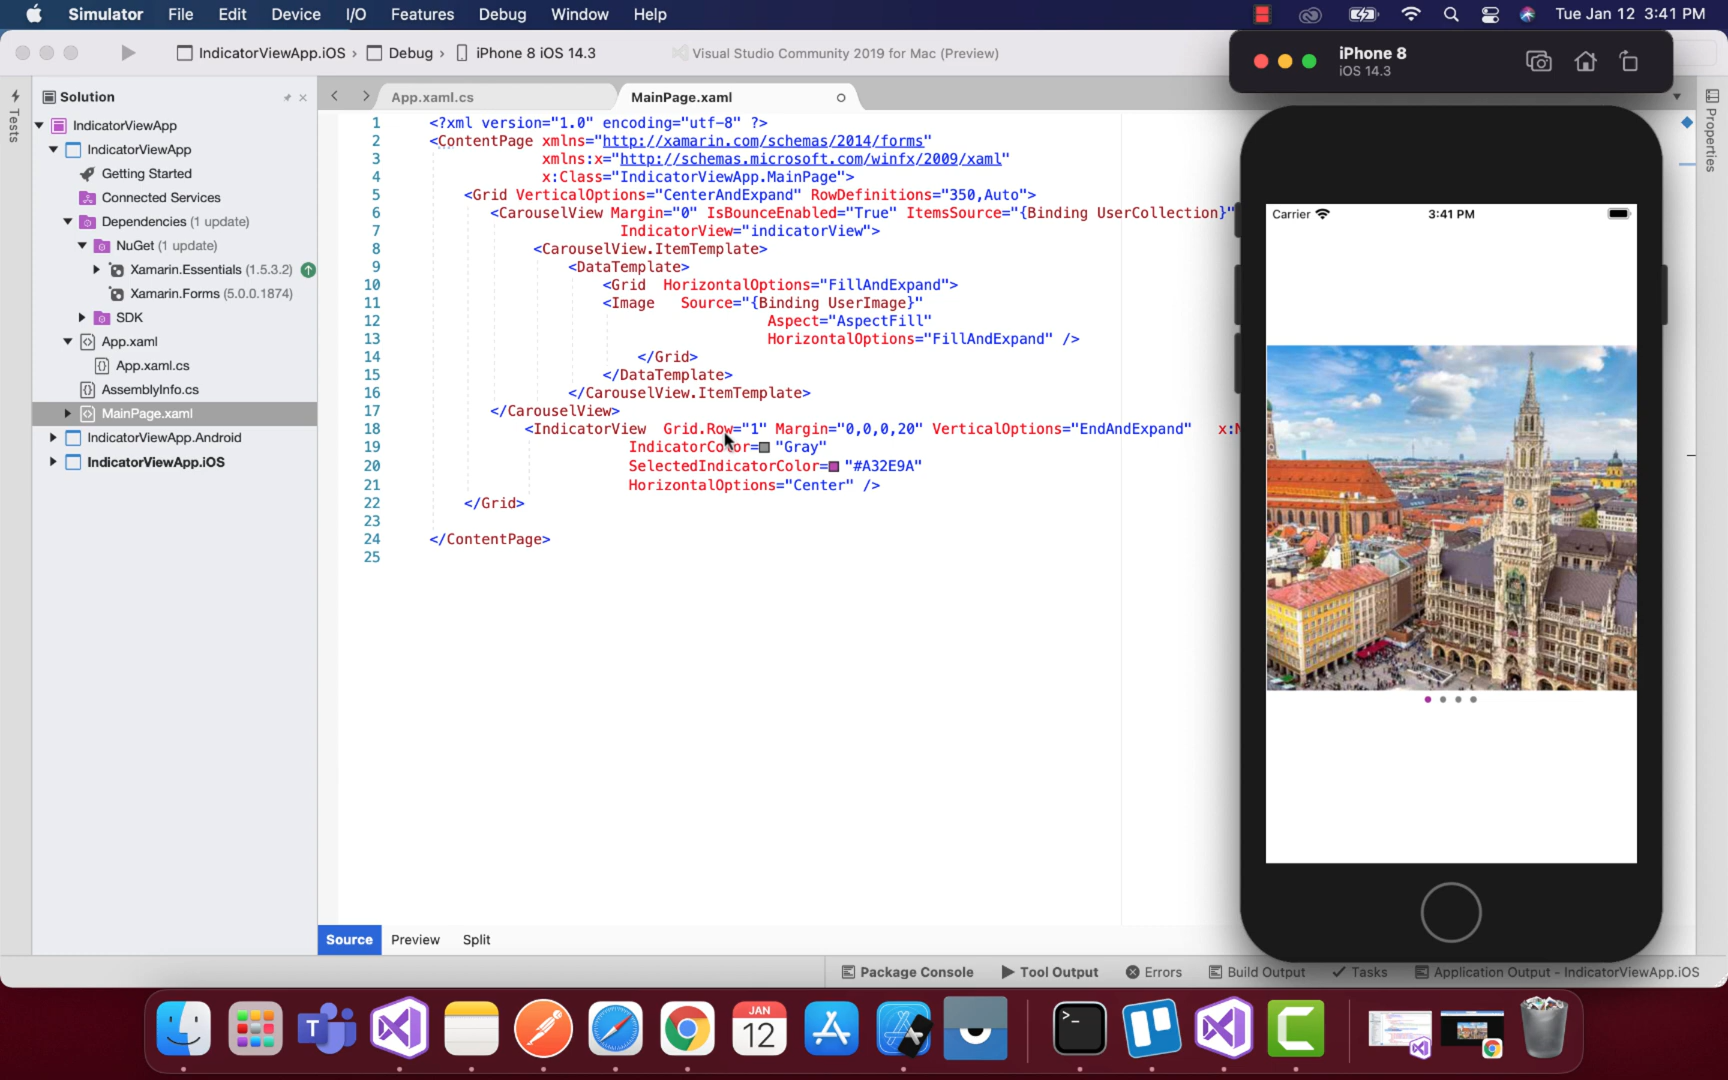 Simulator File Edit Device I/O Features Debug Window Help
Tue Jan 12 3:41 PM
IndicatorViewApp.iOS › Debug › iPhone 8 iOS 14.3
Visual Studio Community 2019 for Mac (Preview)
iPhone 8
iOS 14.3
Tests
Solution
IndicatorViewApp
IndicatorViewApp
Getting Started
Connected Services
Dependencies (1 update)
NuGet (1 update)
Xamarin.Essentials (1.5.3.2)
Xamarin.Forms (5.0.0.1874)
SDK
App.xaml
App.xaml.cs
AssemblyInfo.cs
MainPage.xaml
IndicatorViewApp.Android
IndicatorViewApp.iOS
App.xaml.cs
MainPage.xaml
1 <?xml version="1.0" encoding="utf-8" ?>
2 <ContentPage xmlns="http://xamarin.com/schemas/2014/forms"
3 xmlns:x="http://schemas.microsoft.com/winfx/2009/xaml"
4 x:Class="IndicatorViewApp.MainPage">
5 <Grid VerticalOptions="CenterAndExpand" RowDefinitions="350,Auto">
6 <CarouselView Margin="0" IsBounceEnabled="True" ItemsSource="{Binding UserCollection}"
7 IndicatorView="indicatorView">
8 <CarouselView.ItemTemplate>
9 <DataTemplate>
10 <Grid HorizontalOptions="FillAndExpand">
11 <Image Source="{Binding UserImage}"
12 Aspect="AspectFill"
13 HorizontalOptions="FillAndExpand" />
14 </Grid>
15 </DataTemplate>
16 </CarouselView.ItemTemplate>
17 </CarouselView>
18 <IndicatorView Grid.Row="1" Margin="0,0,0,20" VerticalOptions="EndAndExpand" x:
19 IndicatorColor="Gray"
20 SelectedIndicatorColor="#A32E9A"
21 HorizontalOptions="Center" />
22 </Grid>
23
24 </ContentPage>
25
Carrier 3:41 PM
Properties
Source Preview Split
Package Console Tool Output Errors Build Output Tasks Application Output - IndicatorViewApp.iOS
T
JAN
12
>_
C